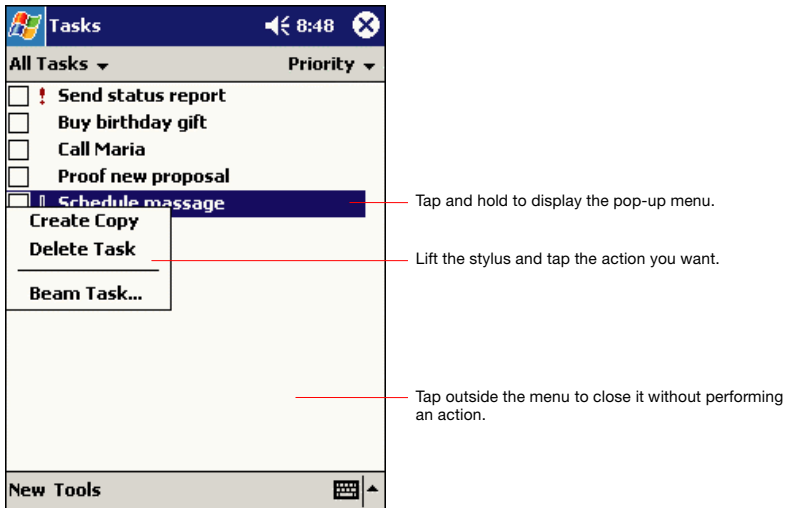 Tasks 8:48
All Tasks Priority
! Send status report
Buy birthday gift
Call Maria
Proof new proposal
Schedule massage
Create Copy
Delete Task
Beam Task...
New Tools
Tap and hold to display the pop-up menu.
Lift the stylus and tap the action you want.
Tap outside the menu to close it without performing
an action.